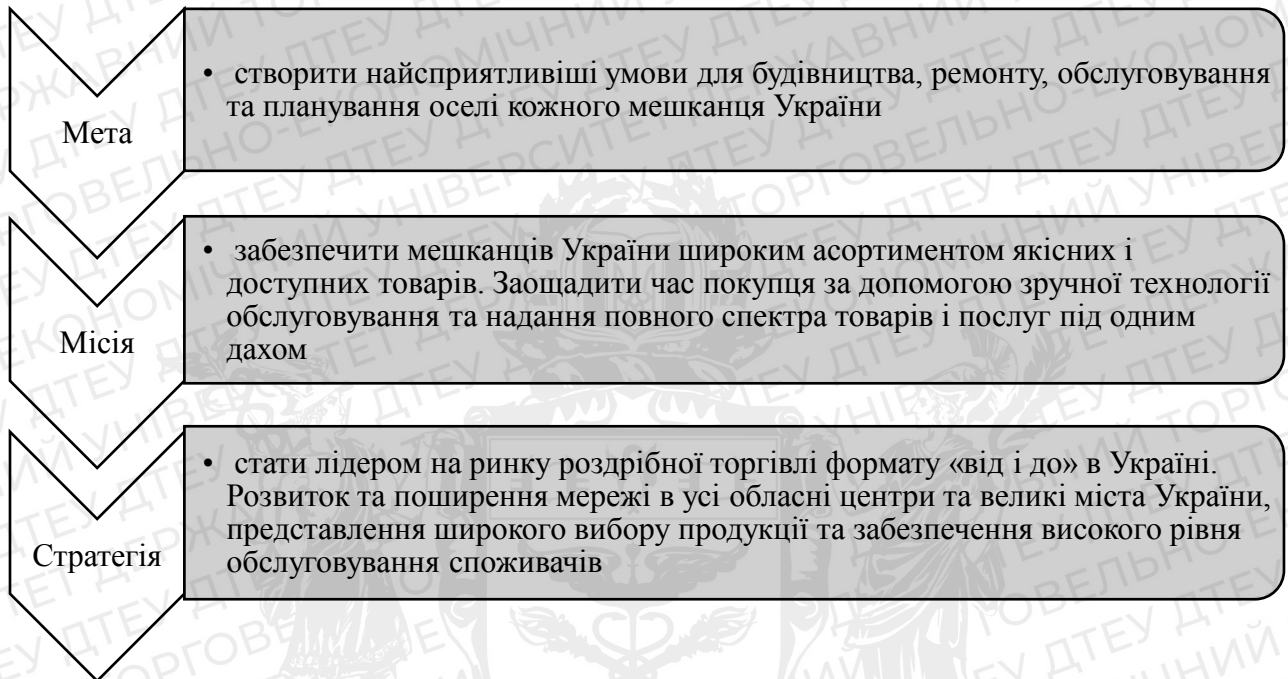 Мета
• створити найсприятливіші умови для будівництва, ремонту, обслуговування
та планування оселі кожного мешканця України
Місія
• забезпечити мешканців України широким асортиментом якісних і
доступних товарів. Заощадити час покупця за допомогою зручної технології
обслуговування та надання повного спектра товарів і послуг під одним
дахом
Стратегія
• стати лідером на ринку роздрібної торгівлі формату «від і до» в Україні.
Розвиток та поширення мережі в усі обласні центри та великі міста України,
представлення широкого вибору продукції та забезпечення високого рівня
обслуговування споживачів